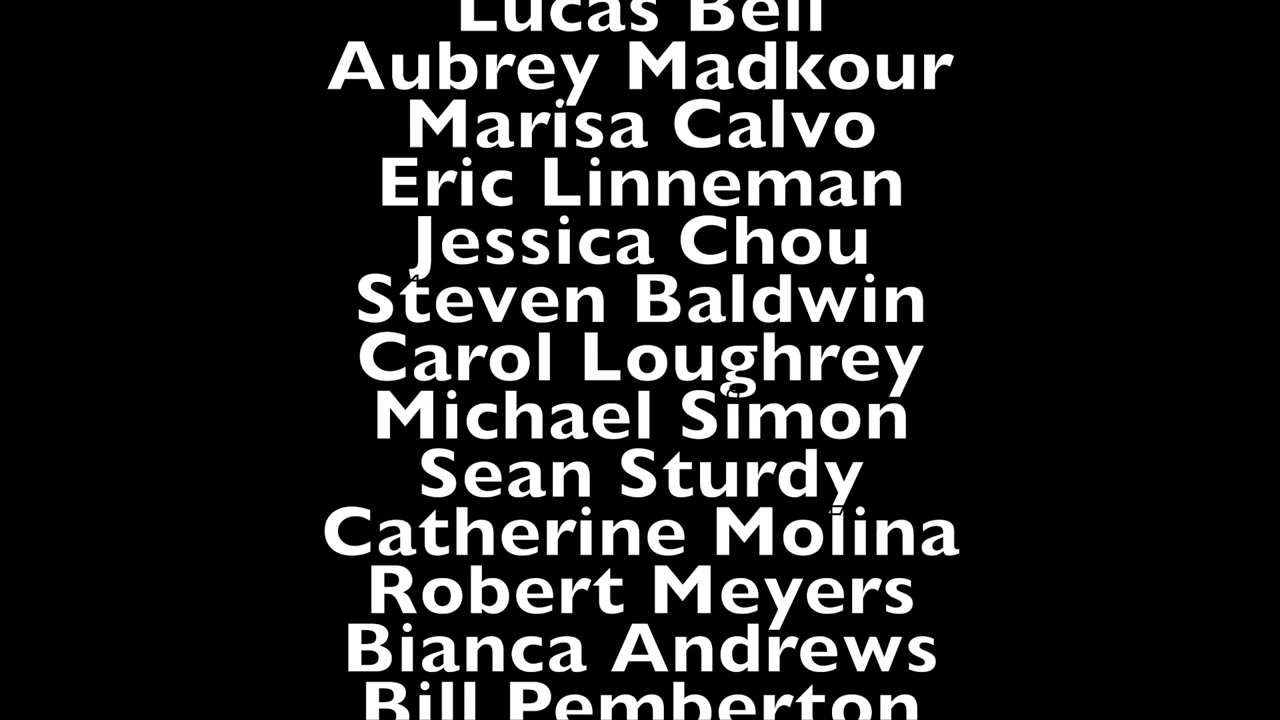 Lucas Bell
Aubrey Madkour
Marisa Calvo
Eric Linneman
Jessica Chou
Steven Baldwin
Carol Loughrey
Michael Simon
Sean Sturdy
Catherine Molina
Robert Meyers
Bianca Andrews
Bill Pemberton